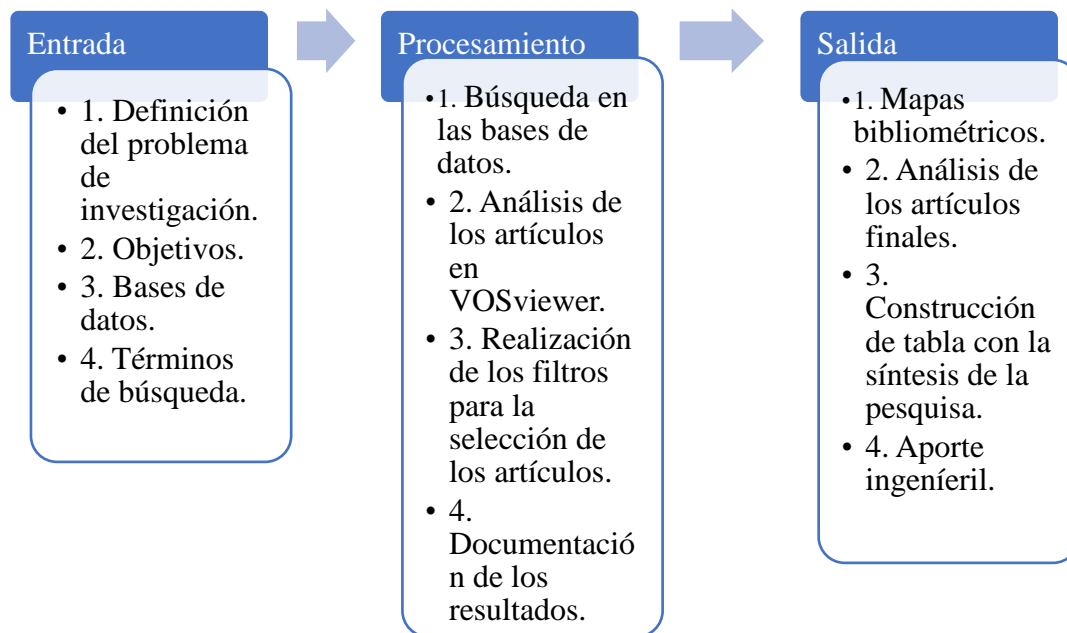 Entrada
• 1. Definición
del problema
de
investigación.
• 2. Objetivos.
• 3. Bases de
datos.
• 4. Términos
de búsqueda.
Procesamiento
•1. Búsqueda en
las bases de
datos.
• 2. Análisis de
los artículos
en
VOSviewer.
• 3. Realización
de los filtros
para la
selección de
los artículos.
• 4.
Documentació
n de los
resultados.
Salida
•1. Mapas
bibliométricos.
• 2. Análisis de
los artículos
finales.
• 3.
Construcción
de tabla con la
síntesis de la
pesquisa.
• 4. Aporte
ingeníeril.